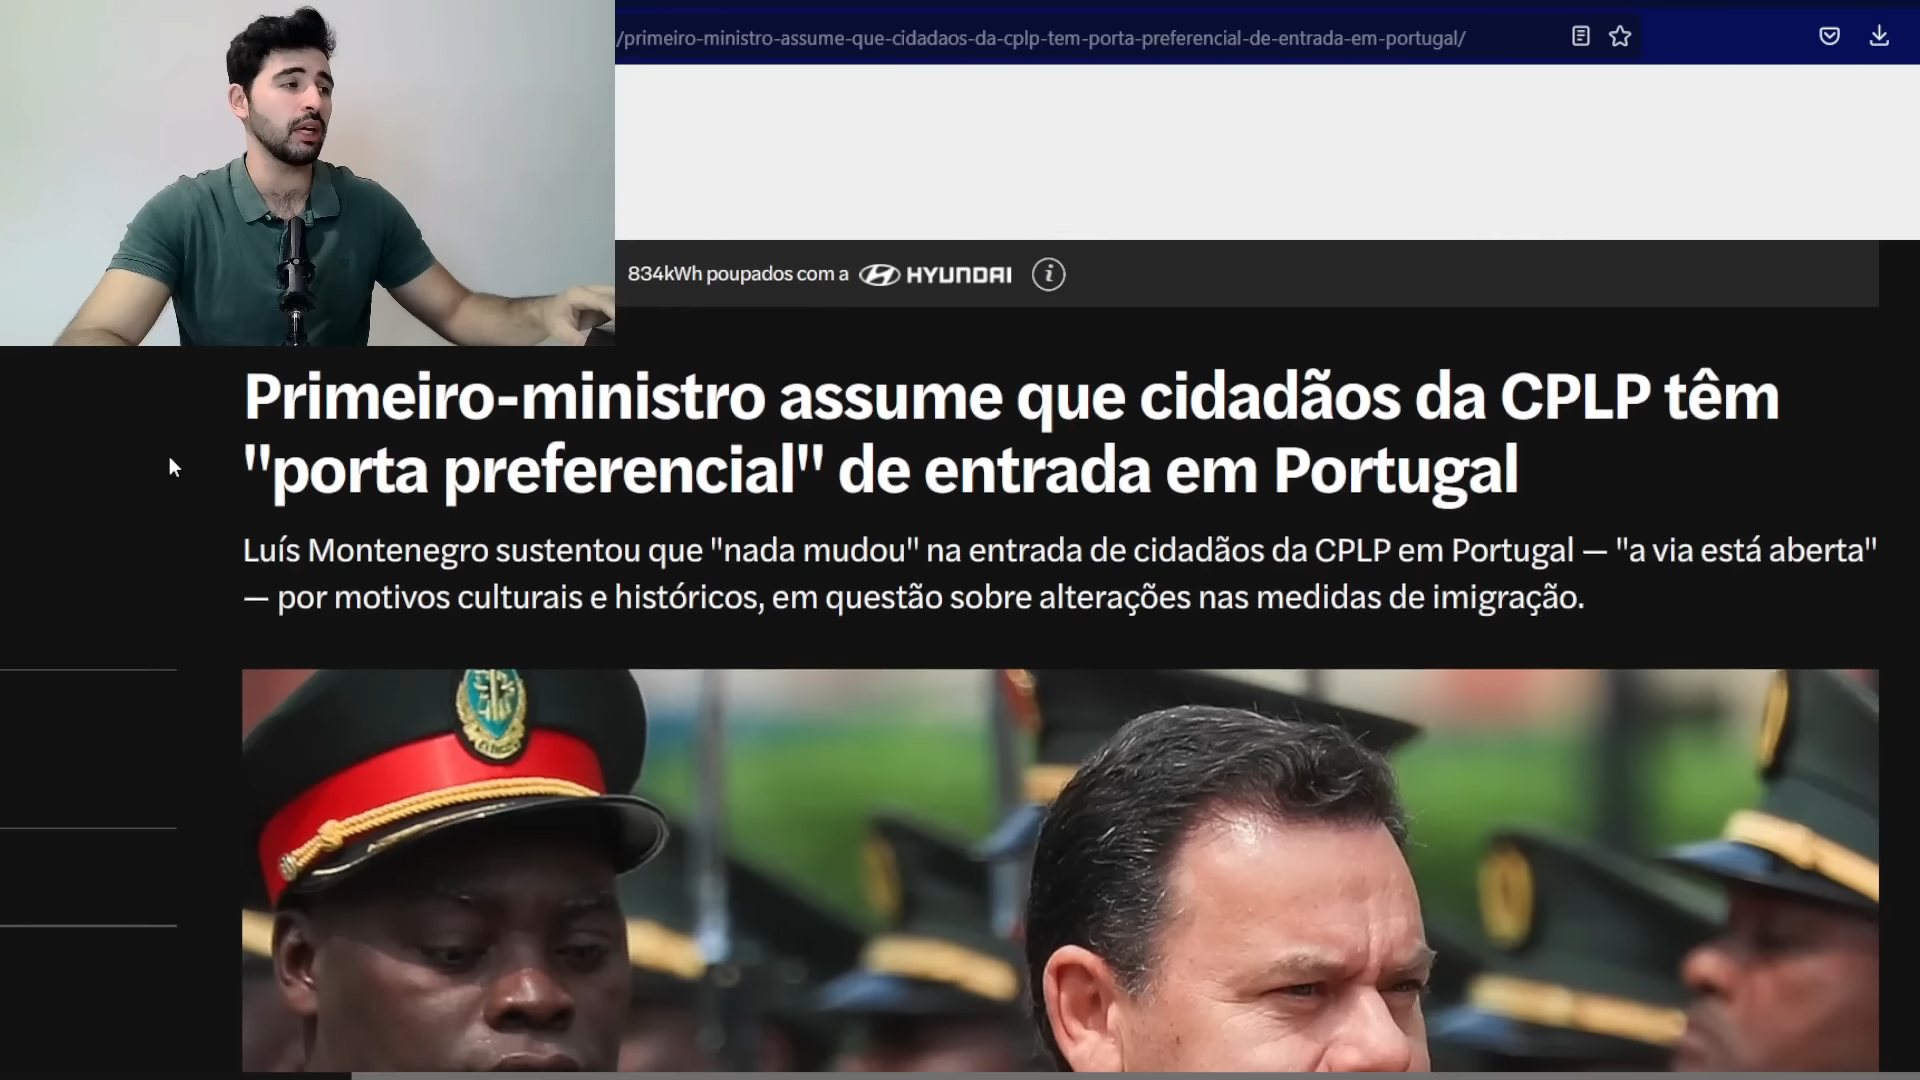 /primeiro-ministro-assume-que-cidadaos-da-cplp-tem-porta-preferencial-de-entrada-em-portugal/
834kWh poupados com a HYUNDAI i
Primeiro-ministro assume que cidadãos da CPLP têm
"porta preferencial" de entrada em Portugal
Luís Montenegro sustentou que "nada mudou" na entrada de cidadãos da CPLP em Portugal — "a via está aberta"
— por motivos culturais e históricos, em questão sobre alterações nas medidas de imigração.